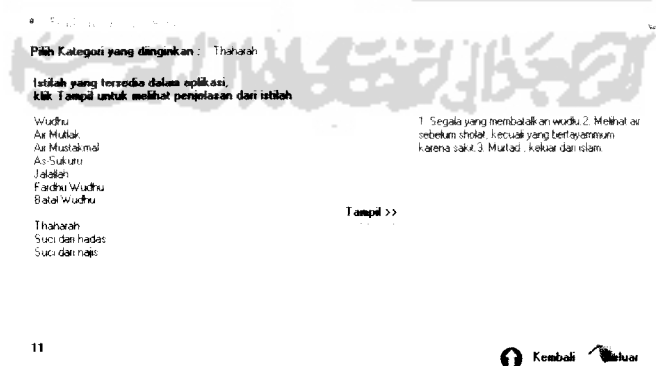 Pilih Kategori yang diinginkan : Thaharah
Istilah yang tersedia dalam aplikasi,
klik Tampil untuk melihat penjelasan dari istilah
Wudhu
Air Mutlak
Air Mustakmal
As-Sukuru
Jalallah
Fardhu Wudhu
Batal Wudhu
Thaharah
Suci dari hadas
Suci dari najis
Tampil >>
1. Segala yang membatalkan wudlu 2. Melihat air
sebelum sholat, kecuali yang bertayammum
karena sakit 3. Murtad , keluar dari islam
11
Kembali